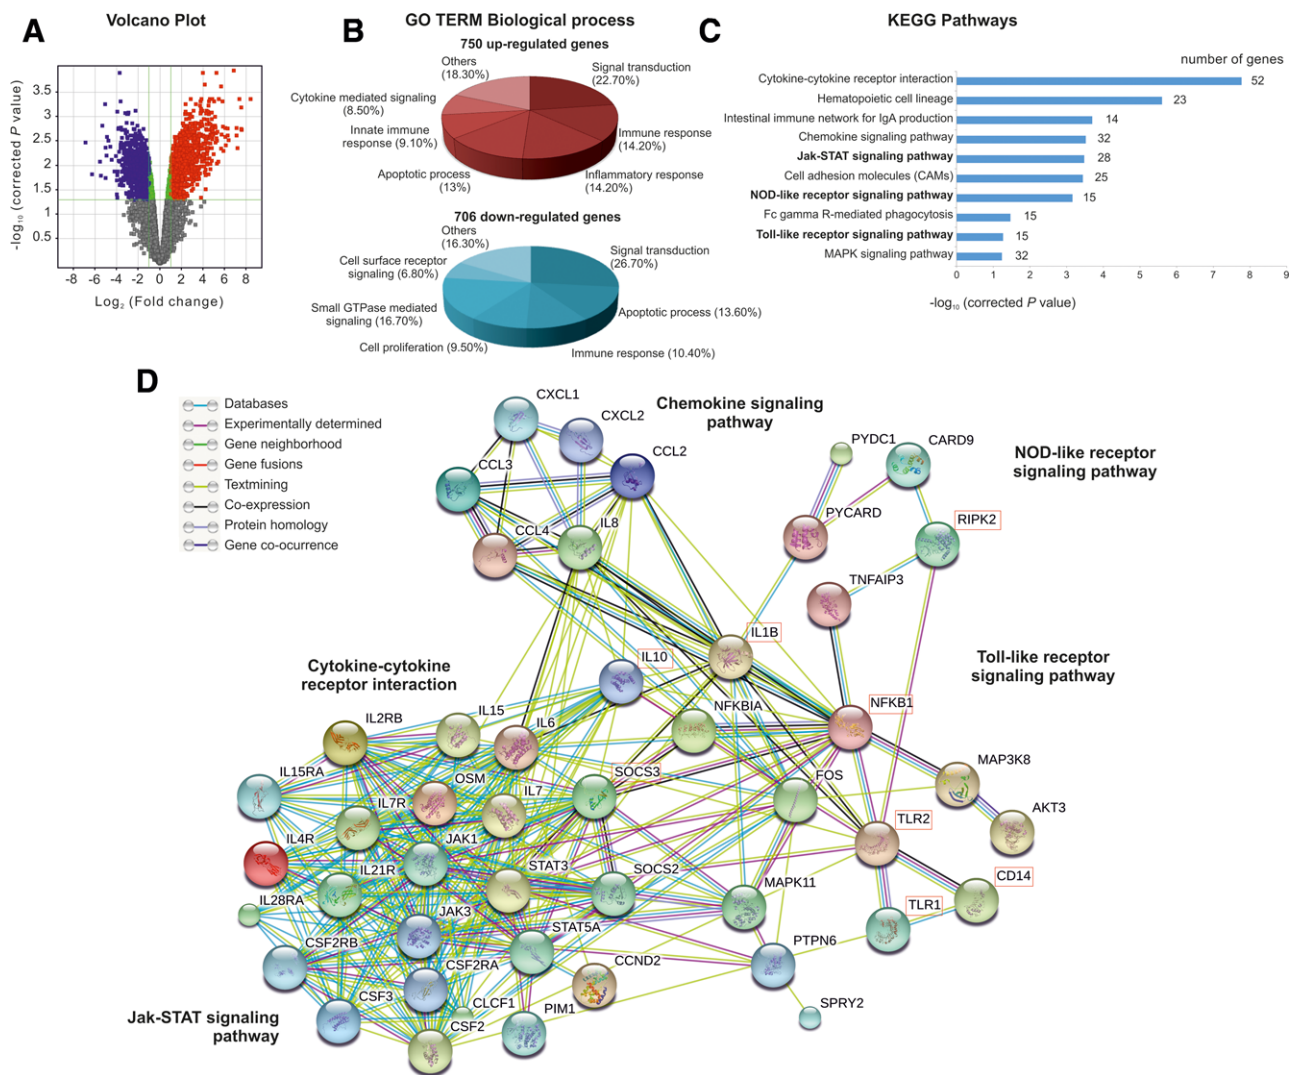 A
Volcano Plot
-log₁₀ (corrected P value)
3.5
3
2.5
2
1.5
1
0.5
-8 -6 -4 -2 0 2 4 6 8
Log₂ (Fold change)
B
GO TERM Biological process
750 up-regulated genes
Others
(18.30%)
Signal transduction
(22.70%)
Cytokine mediated signaling
(8.50%)
Innate immune
response (9.10%)
Immune response
(14.20%)
Apoptotic process
(13%)
Inflammatory response
(14.20%)
706 down-regulated genes
Others
(16.30%)
Signal transduction
(26.70%)
Cell surface receptor
signaling (6.80%)
Small GTPase mediated
signaling (16.70%)
Apoptotic process (13.60%)
Cell proliferation (9.50%)
Immune response (10.40%)
C
KEGG Pathways
number of genes
Cytokine-cytokine receptor interaction 52
Hematopoietic cell lineage 23
Intestinal immune network for IgA production 14
Chemokine signaling pathway 32
Jak-STAT signaling pathway 28
Cell adhesion molecules (CAMs) 25
NOD-like receptor signaling pathway 15
Fc gamma R-mediated phagocytosis 15
Toll-like receptor signaling pathway 15
MAPK signaling pathway 32
0 1 2 3 4 5 6 7 8 9
-log₁₀ (corrected P value)
D
Databases
Experimentally determined
Gene neighborhood
Gene fusions
Textmining
Co-expression
Protein homology
Gene co-ocurrence
Chemokine signaling
pathway
NOD-like receptor
signaling pathway
Toll-like receptor
signaling pathway
Cytokine-cytokine
receptor interaction
Jak-STAT signaling
pathway
CXCL1
CXCL2
CCL2
CCL3
CCL4
IL8
PYDC1
CARD9
PYCARD
RIPK2
TNFAIP3
IL1B
IL10
NFKBIA
NFKB1
IL2RB
IL15
IL6
IL15RA
OSM
IL7R
IL7
SOCS3
FOS
MAP3K8
AKT3
TLR2
IL4R
JAK1
IL21R
STAT3
SOCS2
MAPK11
CD14
TLR1
IL28RA
JAK3
STAT5A
CSF2RB
CSF2RA
CCND2
PTPN6
SPRY2
CSF3
CLCF1
PIM1
CSF2